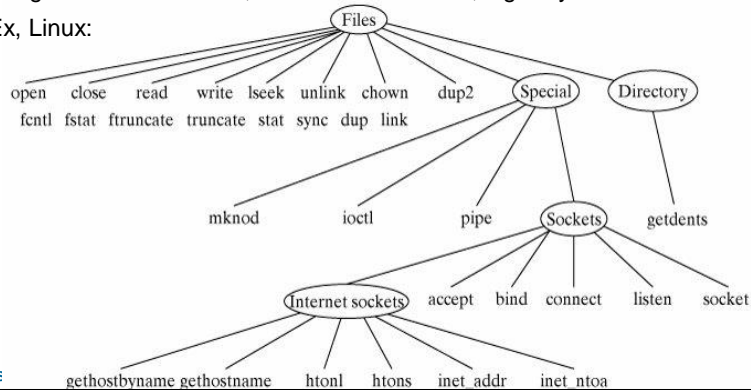 Ex, Linux:
Files
open close read write lseek unlink chown dup2 Special Directory
fcntl fstat ftruncate truncate stat sync dup link
mknod ioctl pipe Sockets getdents
Internet sockets accept bind connect listen socket
gethostbyname gethostname htonl htons inet_addr inet_ntoa